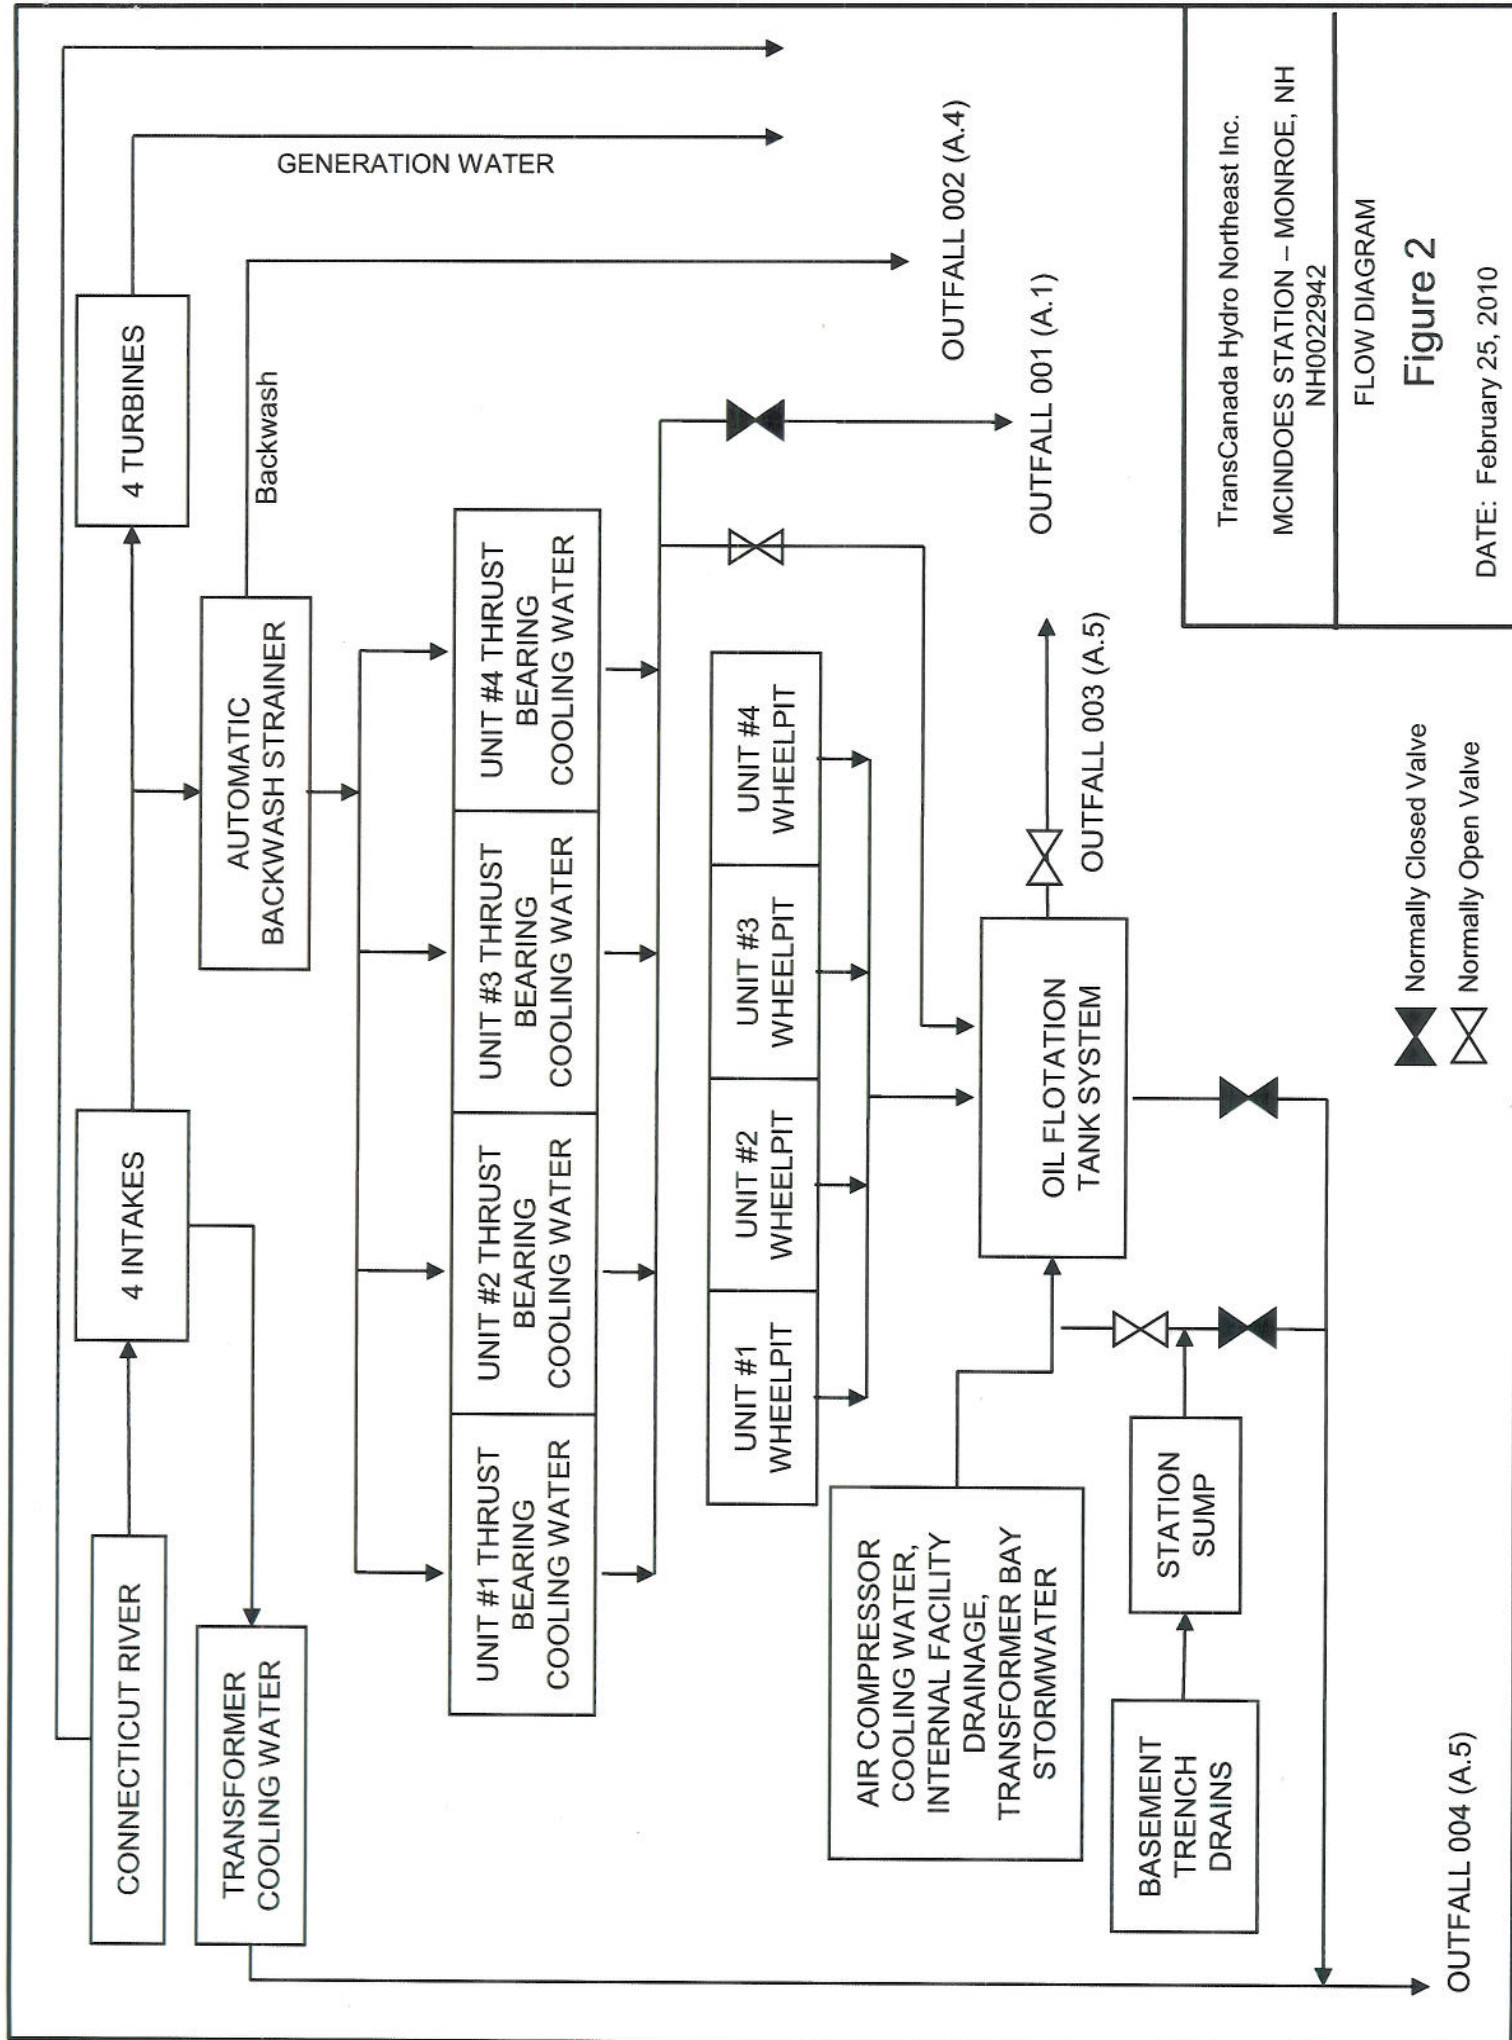 CONNECTICUT RIVER
4 INTAKES
4 TURBINES
GENERATION WATER
TRANSFORMER
COOLING WATER
AUTOMATIC
BACKWASH STRAINER
Backwash
UNIT #1 THRUST
BEARING
COOLING WATER
UNIT #2 THRUST
BEARING
COOLING WATER
UNIT #3 THRUST
BEARING
COOLING WATER
UNIT #4 THRUST
BEARING
COOLING WATER
OUTFALL 002 (A.4)
OUTFALL 001 (A.1)
UNIT #1
WHEELPIT
UNIT #2
WHEELPIT
UNIT #3
WHEELPIT
UNIT #4
WHEELPIT
AIR COMPRESSOR
COOLING WATER,
INTERNAL FACILITY
DRAINAGE,
TRANSFORMER BAY
STORMWATER
OIL FLOTATION
TANK SYSTEM
OUTFALL 003 (A.5)
BASEMENT
TRENCH
DRAINS
STATION
SUMP
OUTFALL 004 (A.5)
Normally Closed Valve
Normally Open Valve
TransCanada Hydro Northeast Inc.
MCINDOES STATION – MONROE, NH
NH0022942
FLOW DIAGRAM
Figure 2
DATE: February 25, 2010